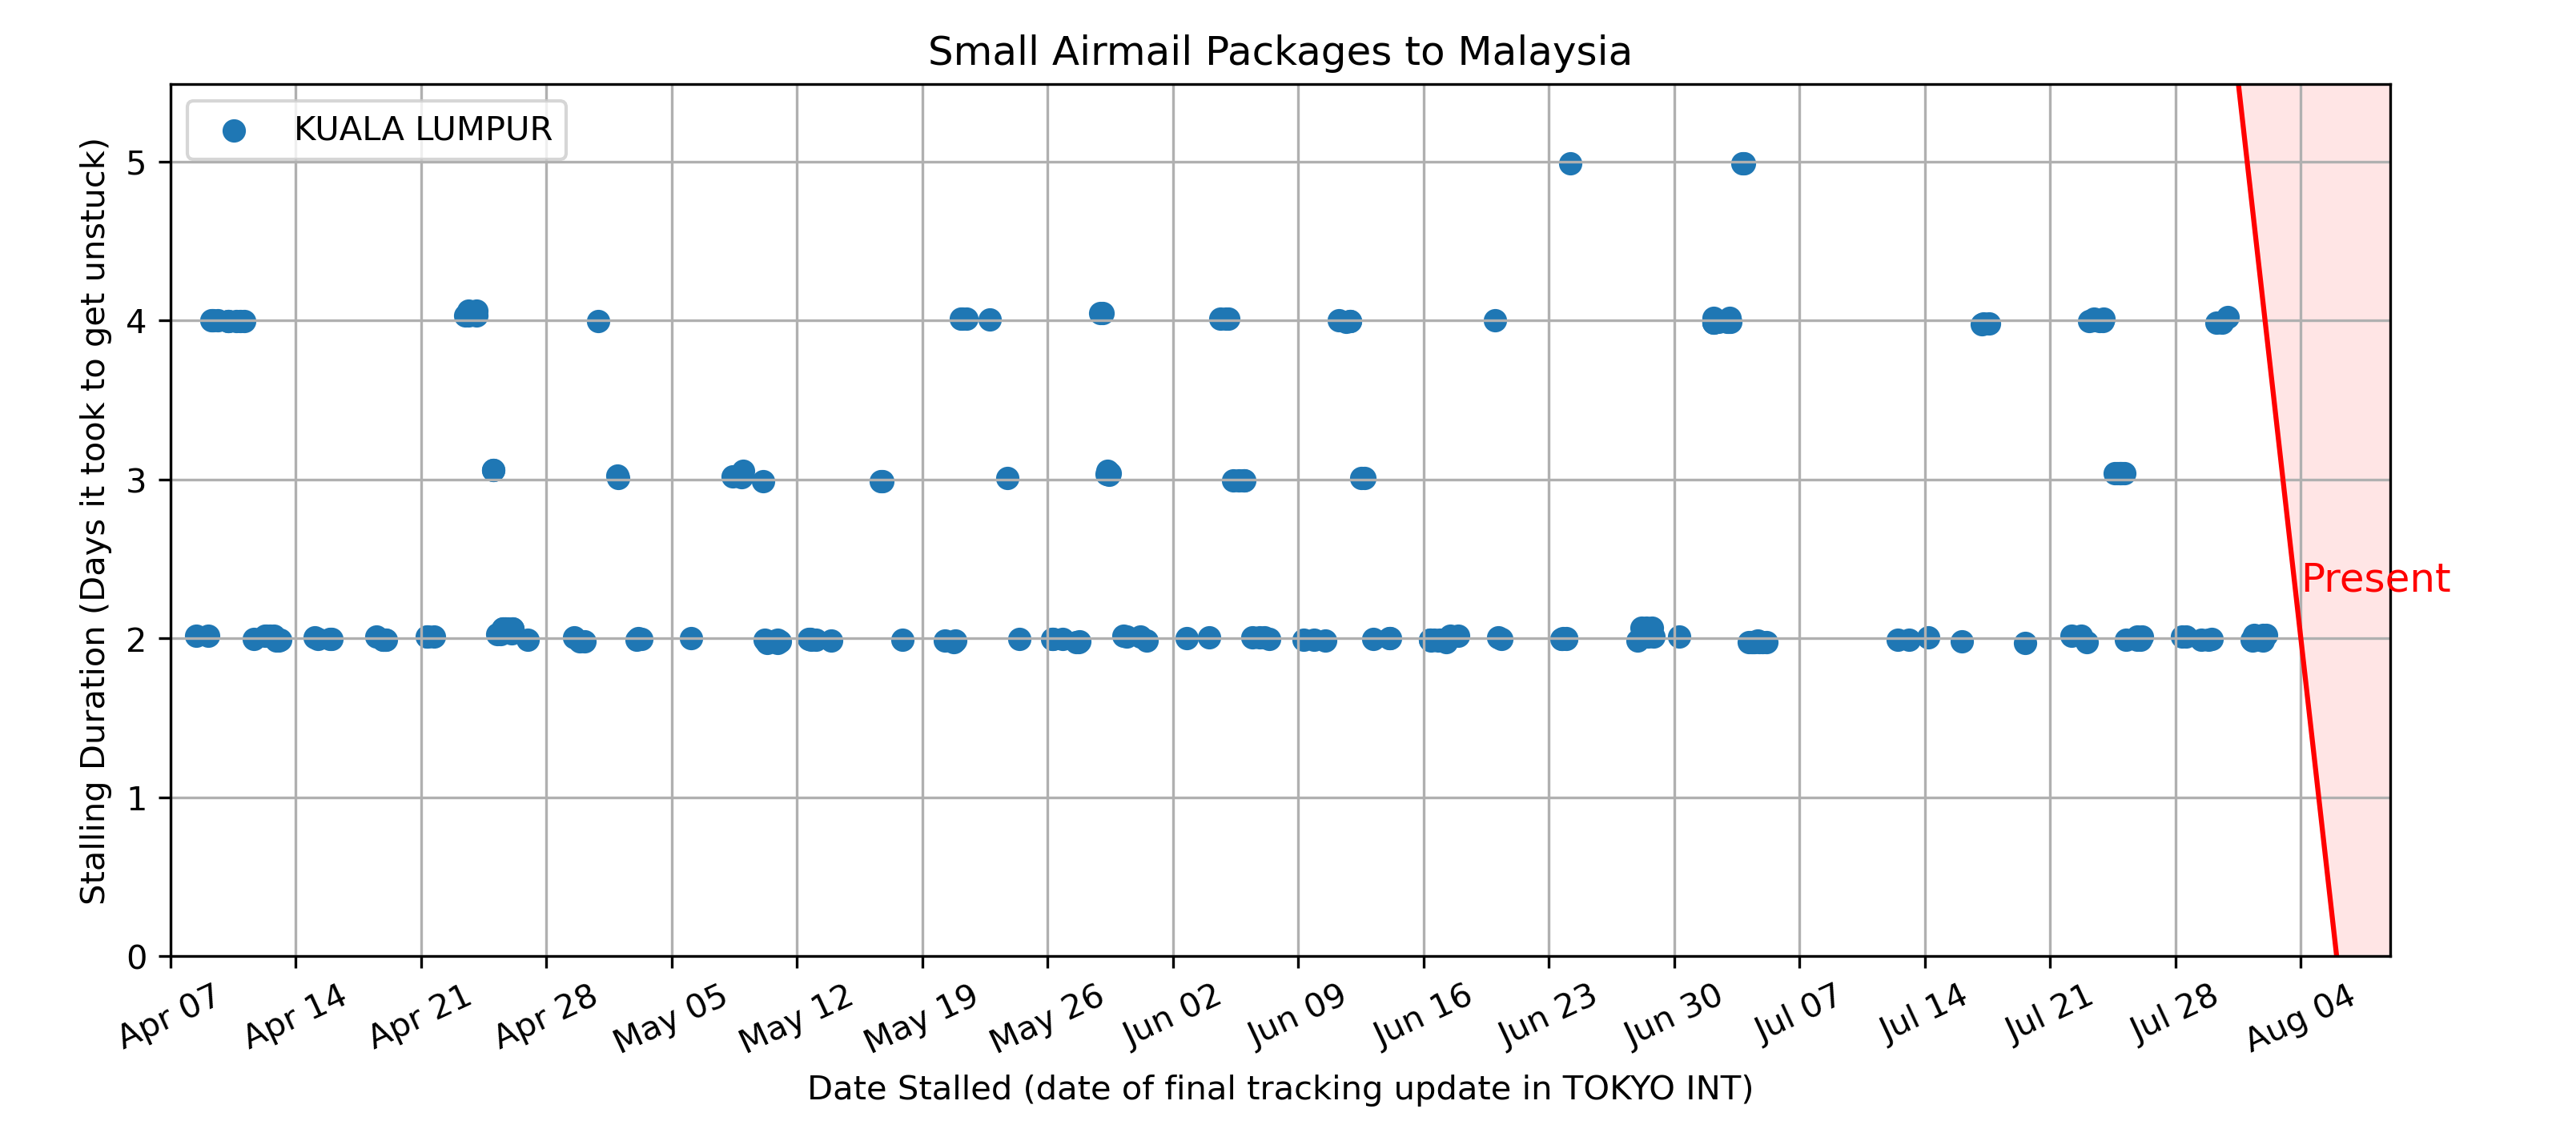 Small Airmail Packages to Malaysia
KUALA LUMPUR
Stalling Duration (Days it took to get unstuck)
5
4
3
2
1
0
Present
Apr 07
Apr 14
Apr 21
Apr 28
May 05
May 12
May 19
May 26
Jun 02
Jun 09
Jun 16
Jun 23
Jun 30
Jul 07
Jul 14
Jul 21
Jul 28
Aug 04
Date Stalled (date of final tracking update in TOKYO INT)